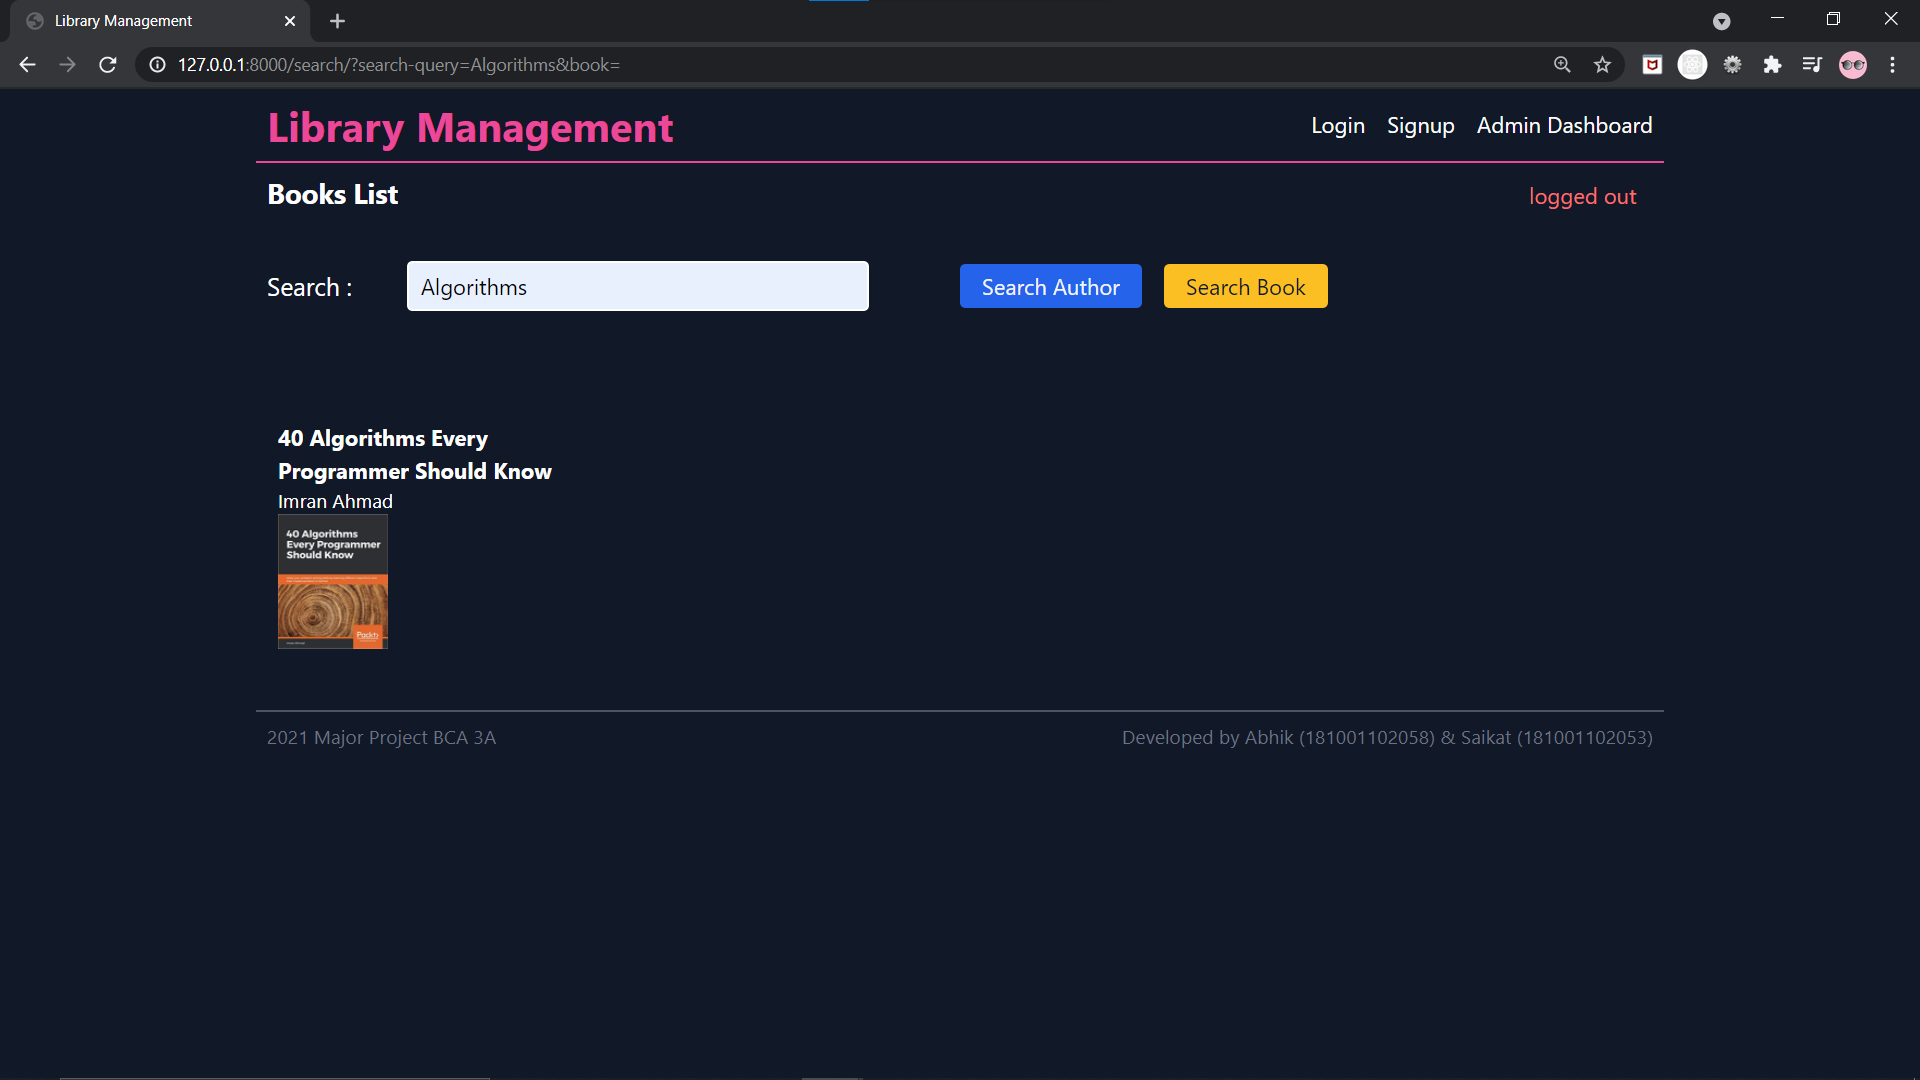 Library Management
127.0.0.1:8000/search/?search-query=Algorithms&book=
Library Management
Login Signup Admin Dashboard
Books List
logged out
Search :
Algorithms
Search Author
Search Book
40 Algorithms Every
Programmer Should Know
Imran Ahmad
40 Algorithms
Every Programmer
Should Know
Packt
2021 Major Project BCA 3A
Developed by Abhik (181001102058) & Saikat (181001102053)